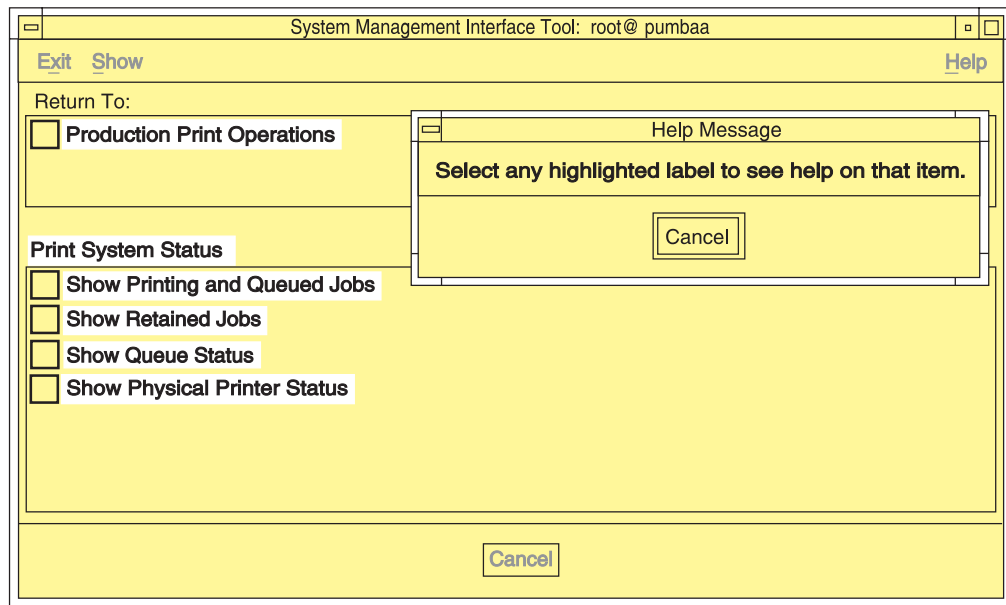 System Management Interface Tool: root@ pumbaa
Exit Show Help
Return To:
Production Print Operations
Help Message
Select any highlighted label to see help on that item.
Cancel
Print System Status
Show Printing and Queued Jobs
Show Retained Jobs
Show Queue Status
Show Physical Printer Status
Cancel